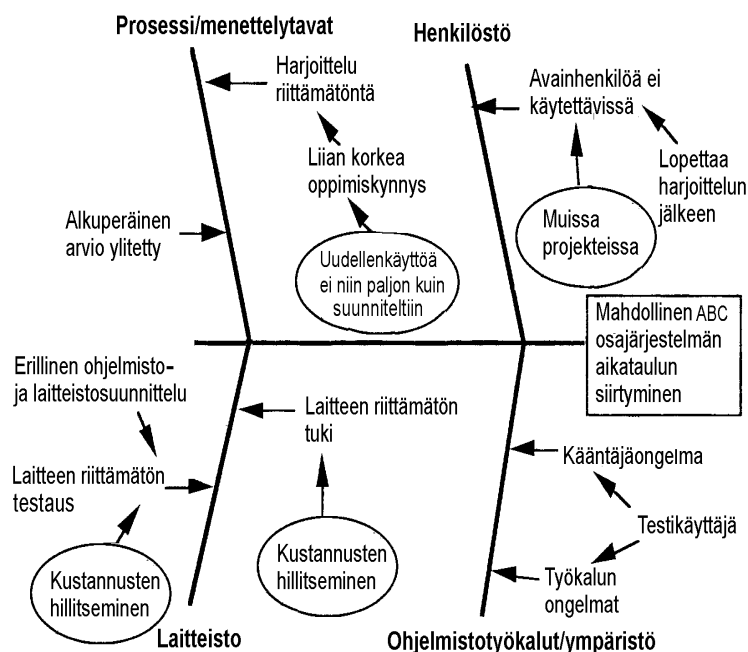 Prosessi/menettelytavat
Henkilöstö
Harjoittelu
riittämätöntä
Avainhenkilöä ei
käytettävissä
Liian korkea
oppimiskynnys
Lopettaa
harjoittelun
jälkeen
Alkuperäinen
arvio ylitetty
Muissa
projekteissa
Uudellenkäyttöä
ei niin paljon kuin
suunniteltiin
Mahdollinen ABC
osajärjestelmän
aikataulun
siirtyminen
Erillinen ohjelmisto–
ja laitteistosuunnittelu
Laitteen riittämätön
tuki
Laitteen riittämätön
testaus
Kääntäjäongelma
Testikäyttäjä
Kustannusten
hillitseminen
Kustannusten
hillitseminen
Työkalun
ongelmat
Laitteisto
Ohjelmistotyökalut/ympäristö